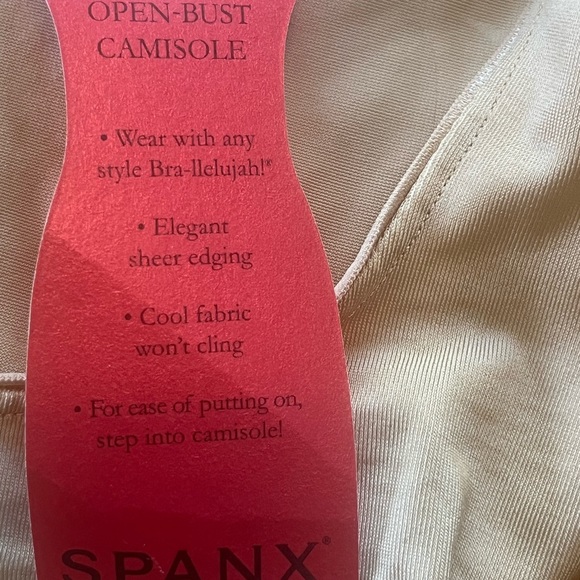 OPEN-BUST
CAMISOLE
• Wear with any
style Bra-llelujah!®
• Elegant
sheer edging
• Cool fabric
won't cling
• For ease of putting on,
step into camisole!
SPANX®